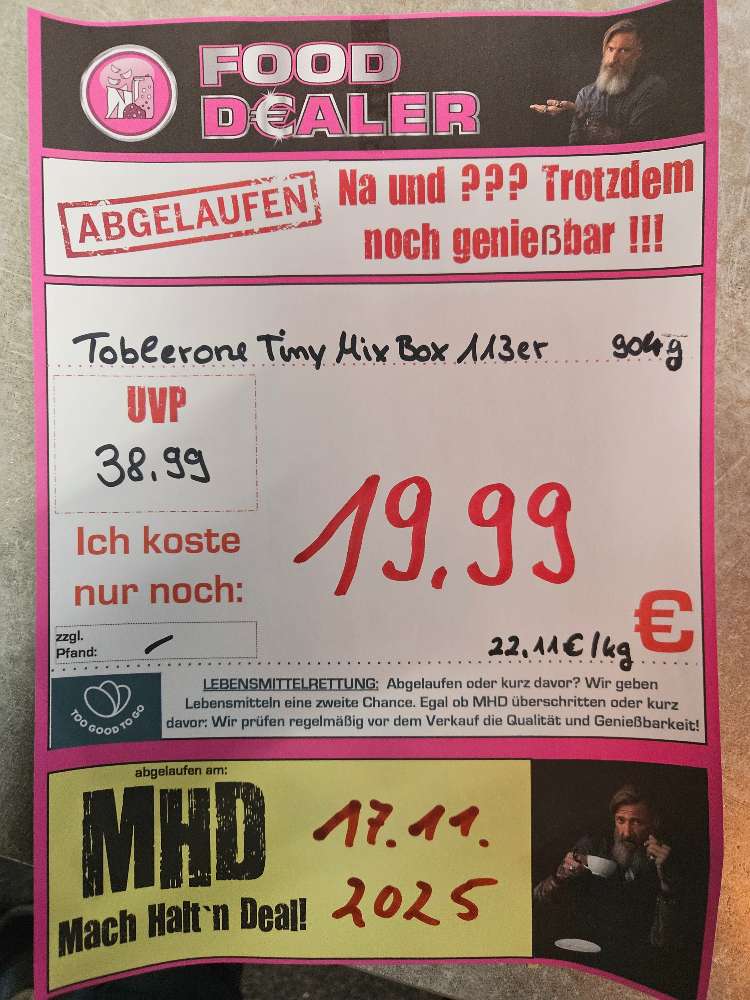 FOOD
D€ALER
ABGELAUFEN
Na und ??? Trotzdem
noch genießbar !!!
Toblerone Tiny Mix Box 113er 904g
UVP
38.99
Ich koste
nur noch:
19.99
€
zzgl.
Pfand: -
22.11€/kg
TOO GOOD TO GO
LEBENSMITTELRETTUNG: Abgelaufen oder kurz davor? Wir geben
Lebensmitteln eine zweite Chance. Egal ob MHD überschritten oder kurz
davor: Wir prüfen regelmäßig vor dem Verkauf die Qualität und Genießbarkeit!
abgelaufen am:
MHD
Mach Halt`n Deal!
17.11.
2025